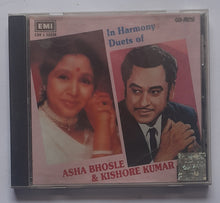 EMI
In Harmony
Duets of
ASHA BHOSLE
& KISHORE KUMAR